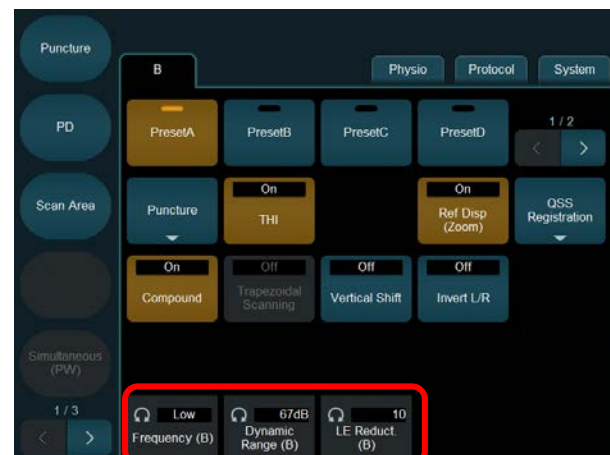 Puncture
B
Physio
Protocol
System
PD
PresetA
PresetB
PresetC
PresetD
1 / 2
Scan Area
Puncture
On
THI
On
Ref Disp
(Zoom)
QSS
Registration
On
Compound
Off
Trapezoidal
Scanning
Off
Vertical Shift
Off
Invert L/R
Simultaneous
(PW)
1 / 3
Low
Frequency (B)
67dB
Dynamic
Range (B)
10
LE Reduct.
(B)